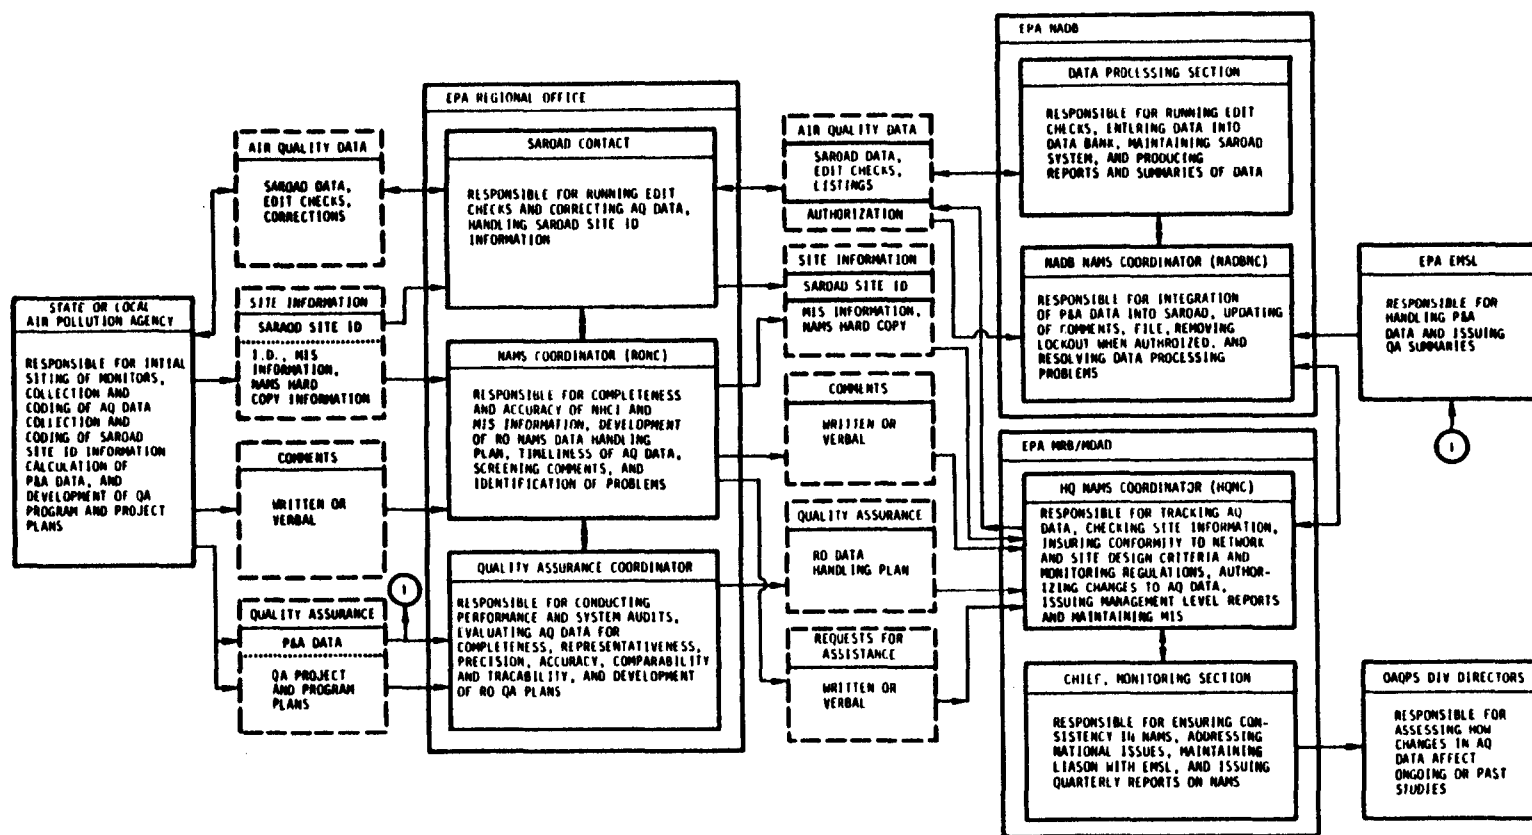 STATE OR LOCAL
AIR POLLUTION AGENCY
RESPONSIBLE FOR INTIAL
SITING OF MONITORS,
COLLECTION AND
CODING OF AQ DATA
COLLECTION AND
CODING OF SAROAD
SITE ID INFORMATION
CALCULATION OF
P&A DATA, AND
DEVELOPMENT OF QA
PROGRAM AND PROJECT
PLANS
AIR QUALITY DATA
SAROAD DATA,
EDIT CHECKS,
CORRECTIONS
SITE INFORMATION
SARAOD SITE ID
I.D., MIS
INFORMATION,
NAMS HARD
COPY INFORMATION
COMMENTS
WRITTEN OR
VERBAL
QUALITY ASSURANCE
P&A DATA
QA PROJECT
AND PROGRAM
PLANS
1
EPA REGIONAL OFFICE
SAROAD CONTACT
RESPONSIBLE FOR RUNNING EDIT
CHECKS AND CORRECTING AQ DATA,
HANDLING SAROAD SITE ID
INFORMATION
NAMS COORDINATOR (RONC)
RESPONSIBLE FOR COMPLETENESS
AND ACCURACY OF NHCI AND
MIS INFORMATION, DEVELOPMENT
OF RO NAMS DATA HANDLING
PLAN, TIMELINESS OF AQ DATA,
SCREENING COMMENTS, AND
IDENTIFICATION OF PROBLEMS
QUALITY ASSURANCE COORDINATOR
RESPONSIBLE FOR CONDUCTING
PERFORMANCE AND SYSTEM AUDITS,
EVALUATING AQ DATA FOR
COMPLETENESS, REPRESENTATIVENESS,
PRECISION, ACCURACY, COMPARABILITY
AND TRACABILITY, AND DEVELOPMENT
OF RO QA PLANS
AIR QUALITY DATA
SAROAD DATA,
EDIT CHECKS,
LISTINGS
AUTHORIZATION
SITE INFORMATION
SAROAD SITE ID
MIS INFORMATION,
NAMS HARD COPY
COMMENTS
WRITTEN OR
VERBAL
QUALITY ASSURANCE
RO DATA
HANDLING PLAN
REQUESTS FOR
ASSISTANCE
WRITTEN OR
VERBAL
EPA NADB
DATA PROCESSING SECTION
RESPONSIBLE FOR RUNNING EDIT
CHECKS, ENTERING DATA INTO
DATA BANK, MAINTAINING SAROAD
SYSTEM, AND PRODUCING
REPORTS AND SUMMARIES OF DATA
NADB NAMS COORDINATOR (NADBNC)
RESPONSIBLE FOR INTEGRATION
OF P&A DATA INTO SAROAD, UPDATING
OF COMMENTS, FILE, REMOVING
LOCKOUT WHEN AUTHROIZED, AND
RESOLVING DATA PROCESSING
PROBLEMS
EPA MRB/MDAD
HQ NAMS COORDINATOR (HQNC)
RESPONSIBLE FOR TRACKING AQ
DATA, CHECKING SITE INFORMATION,
INSURING CONFORMITY TO NETWORK
AND SITE DESIGN CRITERIA AND
MONITORING REGULATIONS, AUTHOR-
IZING CHANGES TO AQ DATA,
ISSUING MANAGEMENT LEVEL REPORTS
AND MAINTAINING MIS
CHIEF, MONITORING SECTION
RESPONSIBLE FOR ENSURING CON-
SISTENCY IN NAMS, ADDRESSING
NATIONAL ISSUES, MAINTAINING
LIASON WITH EMSL, AND ISSUING
QUARTERLY REPORTS ON NAMS
EPA EMSL
RESPONSIBLE FOR
HANDLING P&A
DATA AND ISSUING
QA SUMMARIES
1
OAQPS DIV DIRECTORS
RESPONSIBLE FOR
ASSESSING HOW
CHANGES IN AQ
DATA AFFECT
ONGOING OR PAST
STUDIES